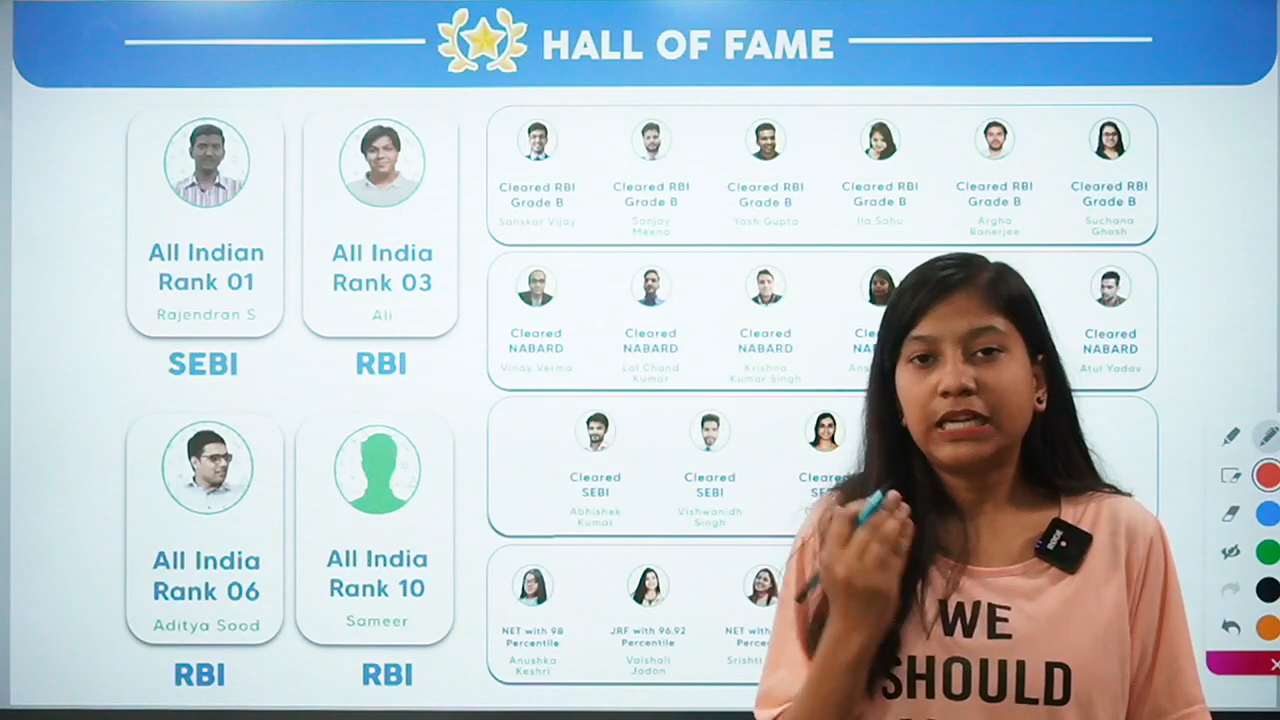 HALL OF FAME
All Indian
Rank 01
Rajendran S
SEBI
All India
Rank 03
Ali
RBI
All India
Rank 06
Aditya Sood
RBI
All India
Rank 10
Sameer
RBI
Cleared RBI
Grade B
Sanskar Vijay
Cleared RBI
Grade B
Sanjay
Meena
Cleared RBI
Grade B
Yash Gupta
Cleared RBI
Grade B
Ila Sahu
Cleared RBI
Grade B
Argha
Banerjee
Cleared RBI
Grade B
Suchana
Ghosh
Cleared
NABARD
Vinay Verma
Cleared
NABARD
Lal Chand
Kumar
Cleared
NABARD
Krishna
Kumar Singh
Cleared
NABARD
Atul Yadav
Cleared
SEBI
Abhishek
Kumar
Cleared
SEBI
Vishwanidh
Singh
Cleared
NET with 98
Percentile
Anushka
Keshri
JRF with 96.92
Percentile
Vaishali
Jadon
NET with
Srishti
WE
SHOULD